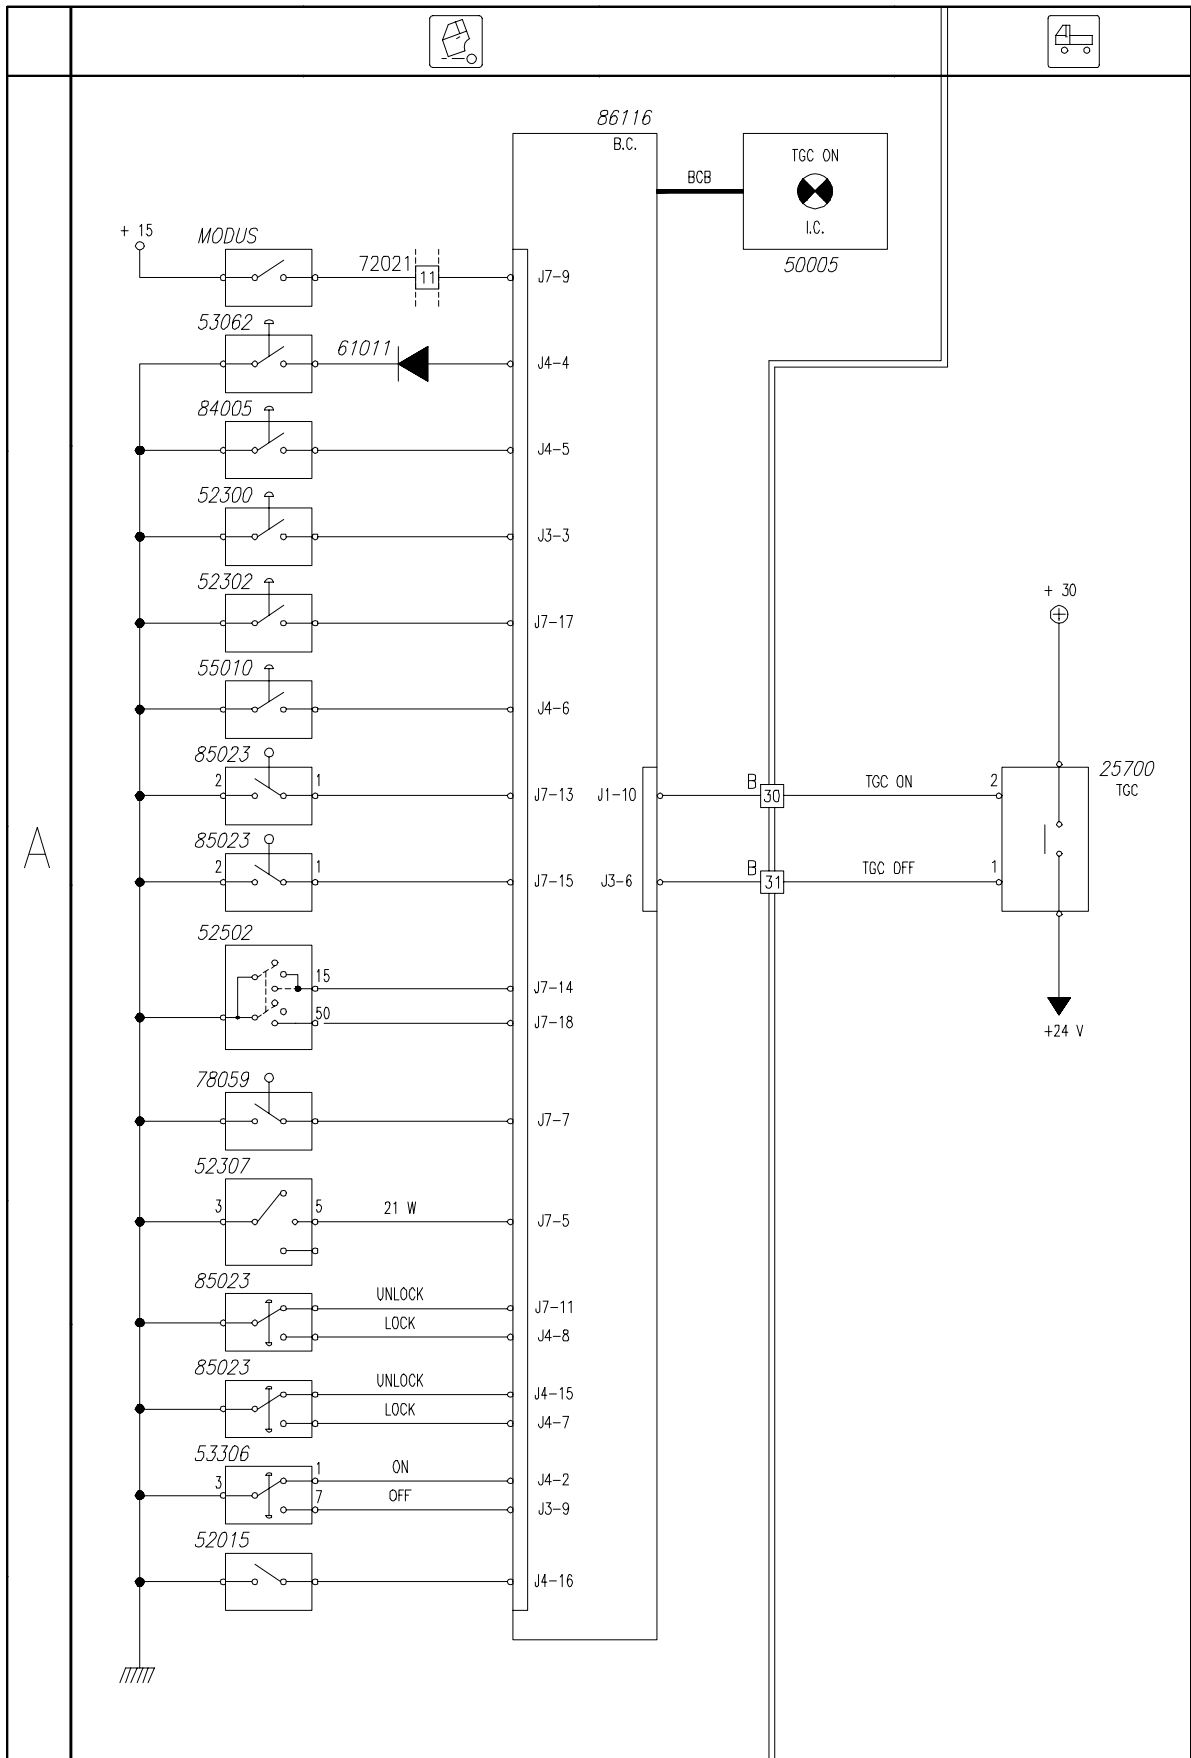 86116
B.C.
TGC ON
BCB
I.C.
50005
+ 15
MODUS
72021
11
J7-9
53062
61011
J4-4
84005
J4-5
52300
J3-3
52302
J7-17
+ 30
55010
J4-6
85023
2 1
J7-13 J1-10
B
30
TGC ON
2
25700
TGC
A
85023
2 1
J7-15 J3-6
B
31
TGC OFF
1
52502
15
J7-14
50
J7-18
+24 V
78059
J7-7
52307
3 5
21 W
J7-5
85023
UNLOCK
J7-11
LOCK
J4-8
85023
UNLOCK
J4-15
LOCK
J4-7
53306
3 1
ON
J4-2
7
OFF
J3-9
52015
J4-16